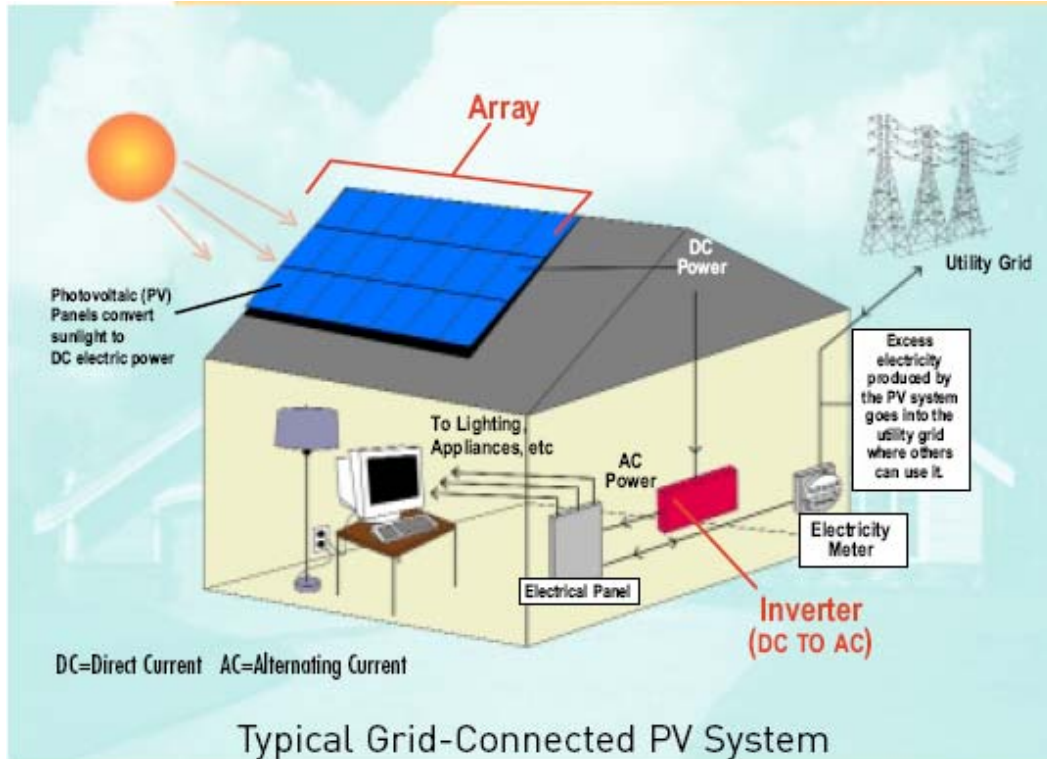 Array
DC
Power
Utility Grid
Photovoltaic (PV)
Panels convert
sunlight to
DC electric power
Excess
electricity
produced by
the PV system
goes into the
utility grid
where others
can use it.
To Lighting,
Appliances, etc
AC
Power
Electricity
Meter
Electrical Panel
Inverter
(DC TO AC)
DC=Direct Current AC=Alternating Current
Typical Grid-Connected PV System